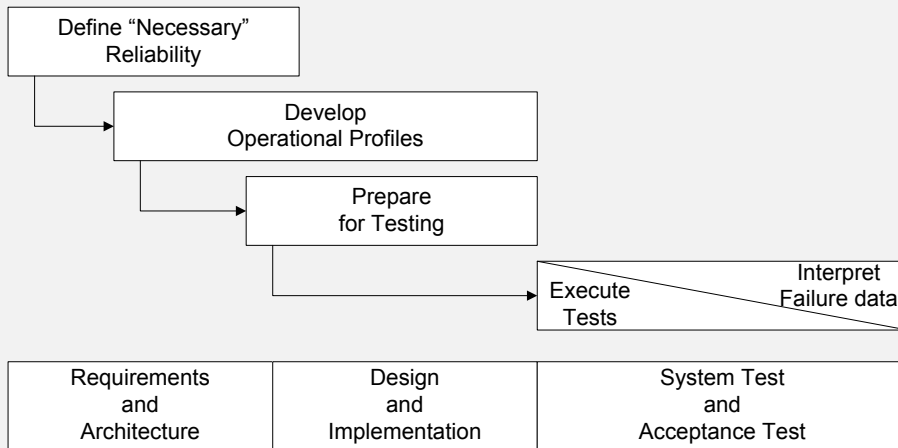 Define “Necessary”
Reliability
Develop
Operational Profiles
Prepare
for Testing
Interpret
Failure data
Execute
Tests
Requirements
and
Architecture
Design
and
Implementation
System Test
and
Acceptance Test